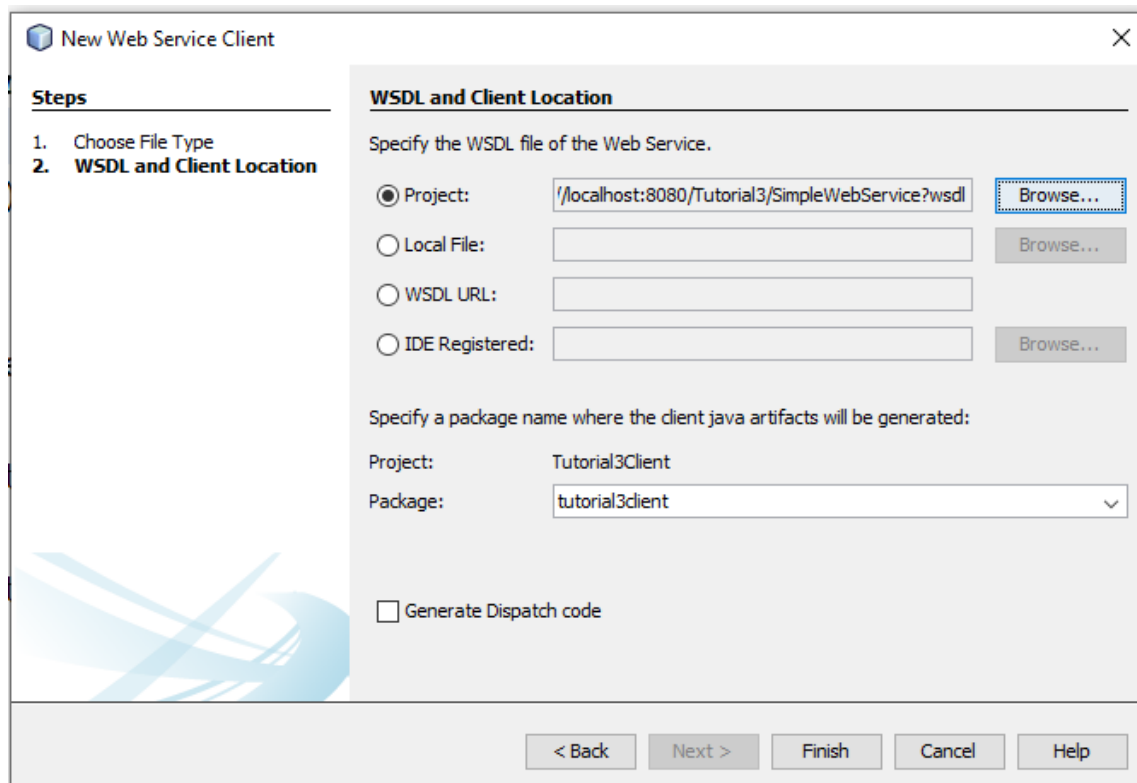 New Web Service Client
Steps
1. Choose File Type
2. WSDL and Client Location
WSDL and Client Location
Specify the WSDL file of the Web Service.
Project: //localhost:8080/Tutorial3/SimpleWebService?wsdl Browse...
Local File: Browse...
WSDL URL:
IDE Registered: Browse...
Specify a package name where the client java artifacts will be generated:
Project: Tutorial3Client
Package: tutorial3client
Generate Dispatch code
< Back Next > Finish Cancel Help